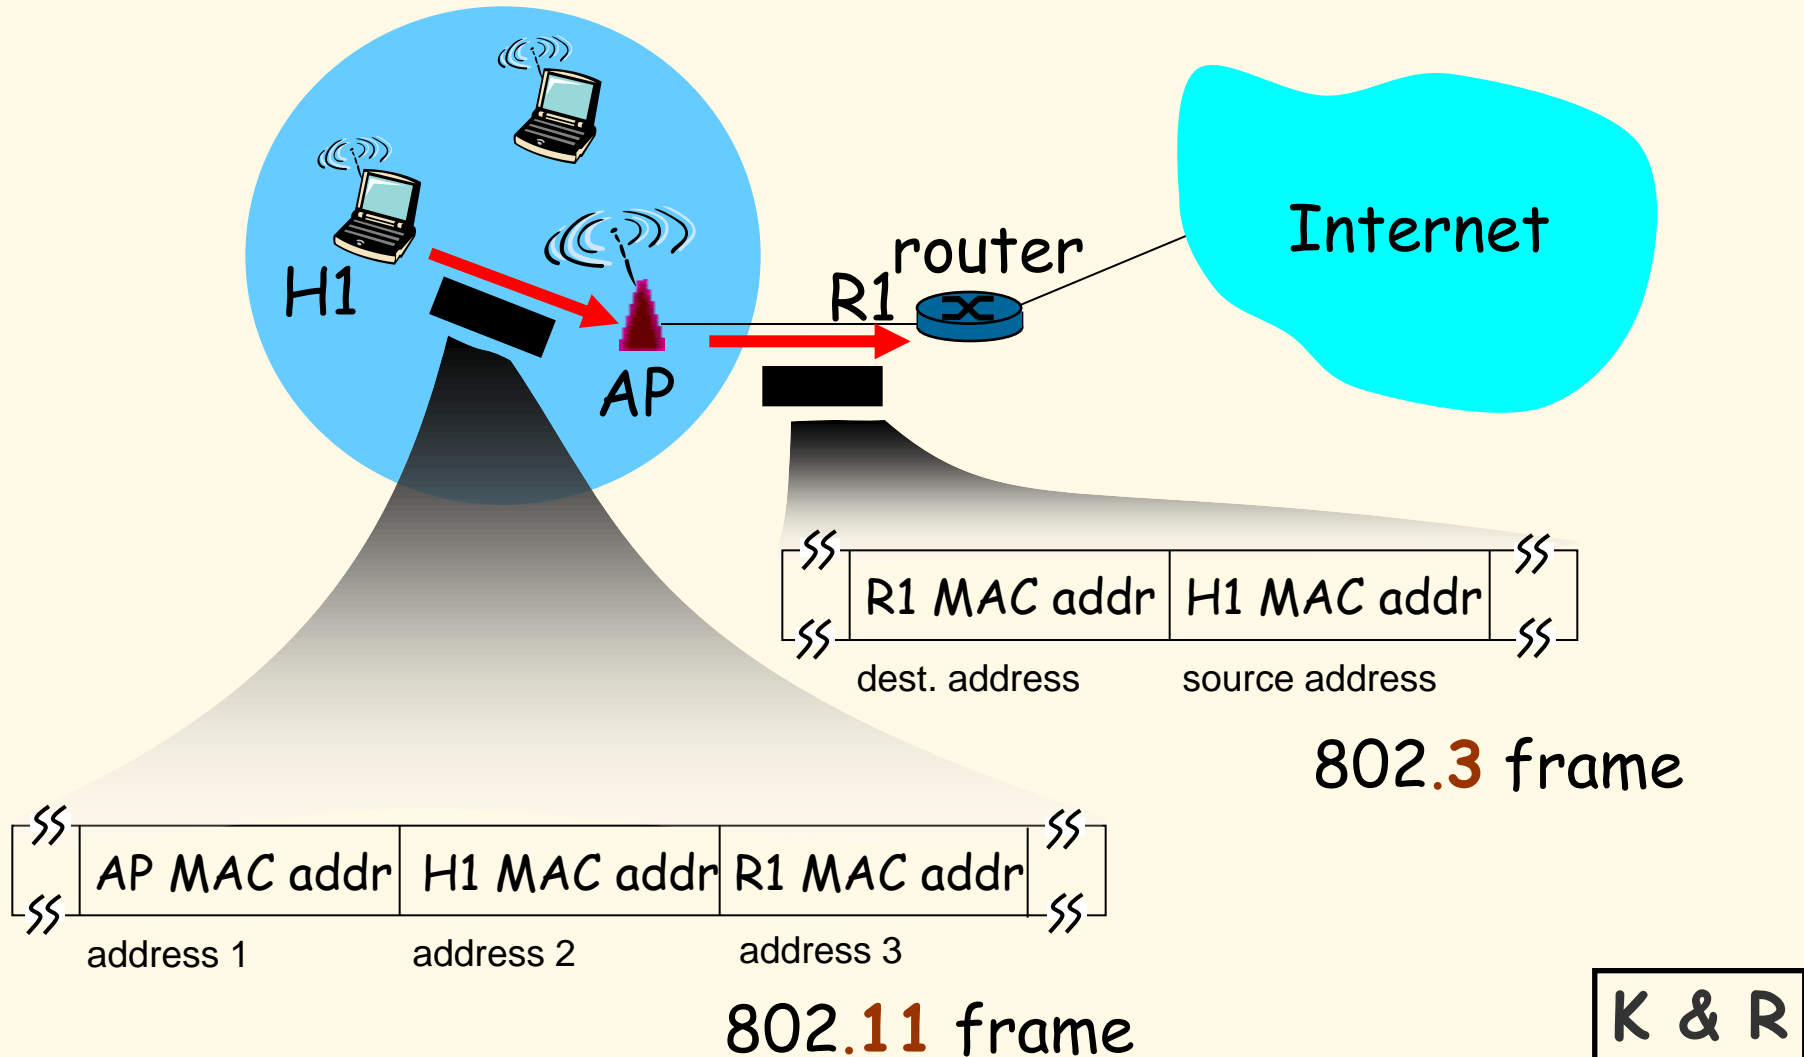 H1
AP
R1
router
Internet
R1 MAC addr
H1 MAC addr
dest. address
source address
802.3 frame
AP MAC addr
H1 MAC addr
R1 MAC addr
address 1
address 2
address 3
802.11 frame
K & R